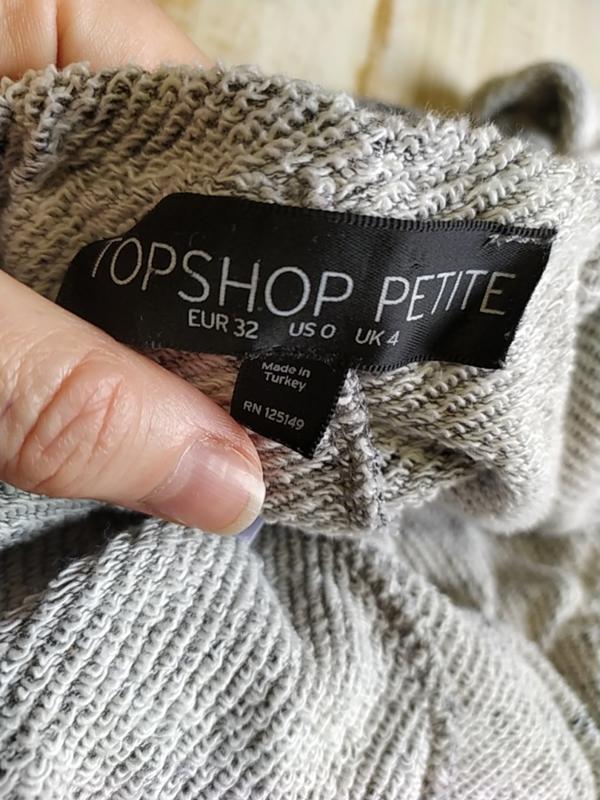 TOPSHOP PETITE
EUR 32 US 0 UK 4
Made in
Turkey
RN 125149